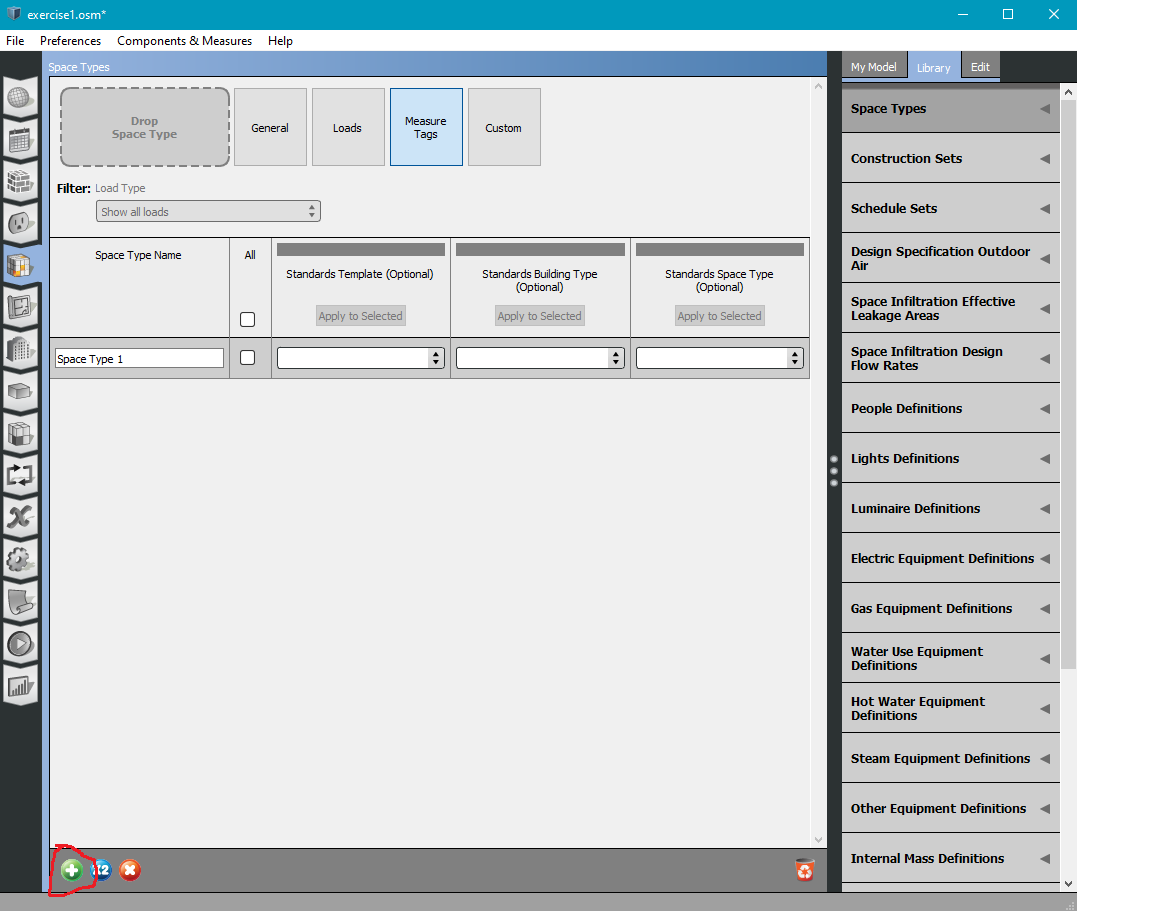 exercise1.osm*
File Preferences Components & Measures Help
Space Types
Drop
Space Type
General
Loads
Measure
Tags
Custom
Filter: Load Type
Show all loads
Space Type Name
All
Standards Template (Optional)
Apply to Selected
Standards Building Type
(Optional)
Apply to Selected
Standards Space Type
(Optional)
Apply to Selected
Space Type 1
x2
My Model
Library
Edit
Space Types
Construction Sets
Schedule Sets
Design Specification Outdoor
Air
Space Infiltration Effective
Leakage Areas
Space Infiltration Design
Flow Rates
People Definitions
Lights Definitions
Luminaire Definitions
Electric Equipment Definitions
Gas Equipment Definitions
Water Use Equipment
Definitions
Hot Water Equipment
Definitions
Steam Equipment Definitions
Other Equipment Definitions
Internal Mass Definitions